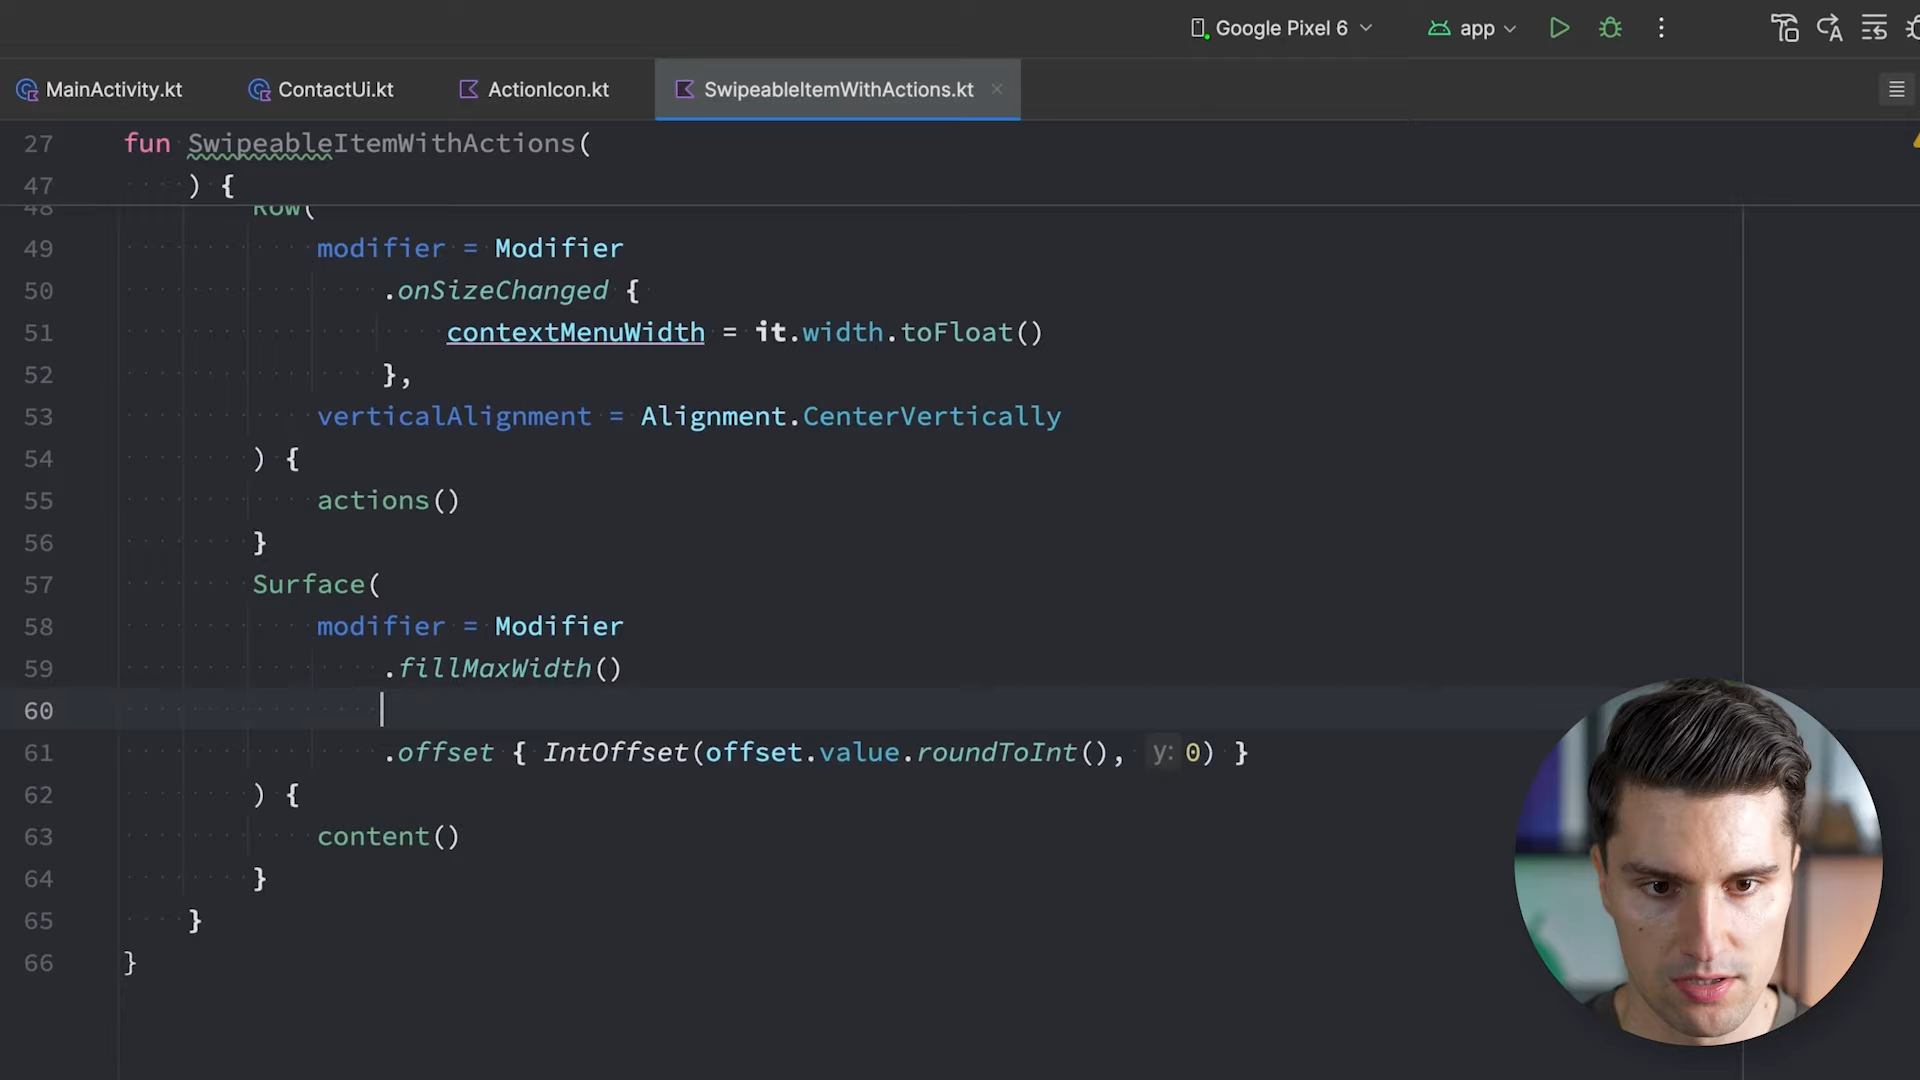 Google Pixel 6 app
MainActivity.kt ContactUi.kt ActionIcon.kt SwipeableItemWithActions.kt
27 fun SwipeableItemWithActions(
47 ) {
48 Row(
49 modifier = Modifier
50 .onSizeChanged {
51 contextMenuWidth = it.width.toFloat()
52 },
53 verticalAlignment = Alignment.CenterVertically
54 ) {
55 actions()
56 }
57 Surface(
58 modifier = Modifier
59 .fillMaxWidth()
60
61 .offset { IntOffset(offset.value.roundToInt(), y: 0) }
62 ) {
63 content()
64 }
65 }
66 }